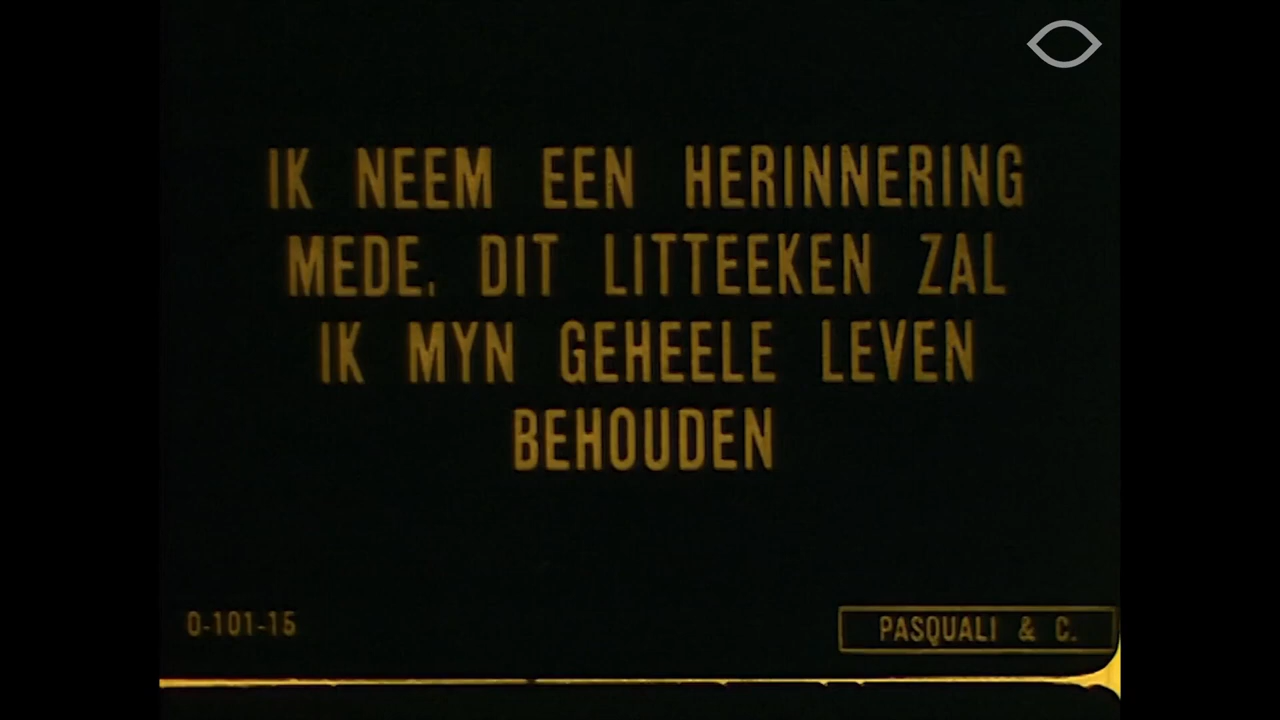 IK NEEM EEN HERINNERING
MEDE. DIT LITTEEKEN ZAL
IK MYN GEHEELE LEVEN
BEHOUDEN
0-101-15
PASQUALI & C.